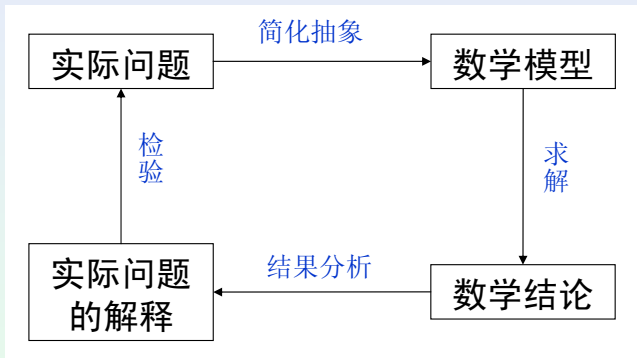 简化抽象
实际问题
数学模型
检
验
求
解
实际问题
的解释
结果分析
数学结论